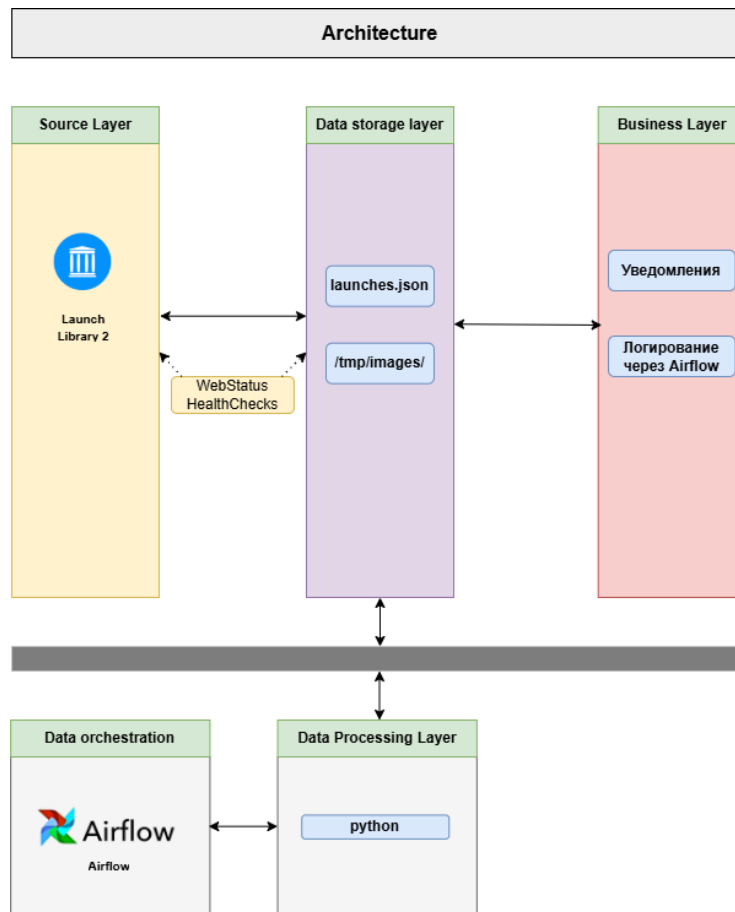 Architecture
Source Layer
Data storage layer
Business Layer
Launch
Library 2
launches.json
/tmp/images/
WebStatus
HealthChecks
Уведомления
Логирование
через Airflow
Data orchestration
Data Processing Layer
Airflow
Airflow
python